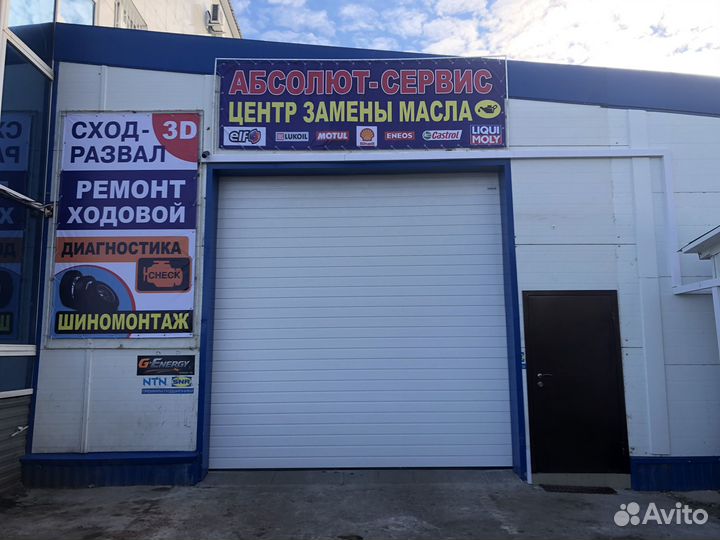 АБСОЛЮТ-СЕРВИС
ЦЕНТР ЗАМЕНЫ МАСЛА
elf LUKOIL MOTUL Shell ENEOS Castrol LIQUI MOLY
СХОД- 3D
РАЗВАЛ
РЕМОНТ
ХОДОВОЙ
ДИАГНОСТИКА
CHECK
ШИНОМОНТАЖ
G-ENERGY
NTN SNR
Avito